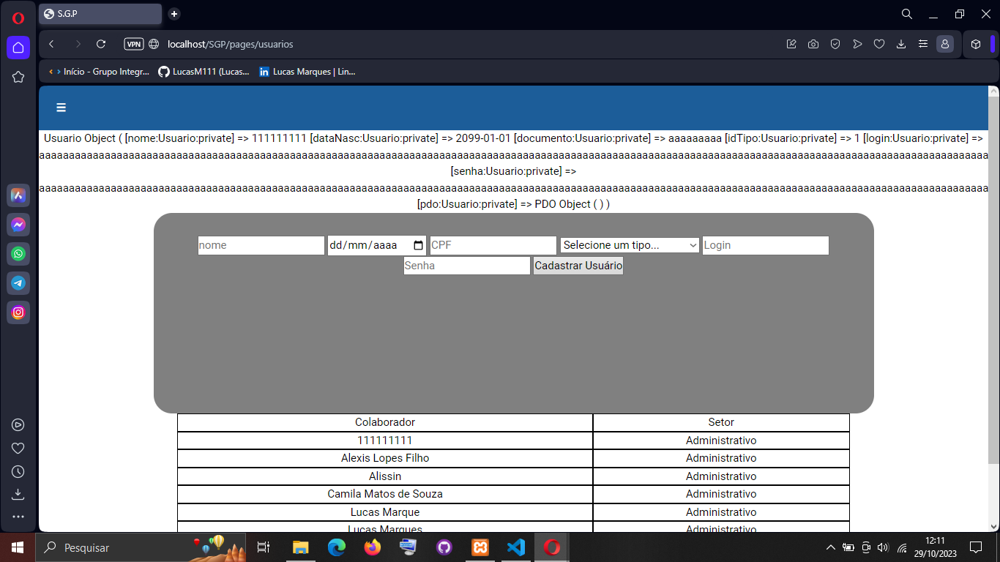 S.G.P
VPN
localhost/SGP/pages/usuarios
Início - Grupo Integr...
LucasM111 (Lucas...
Lucas Marques | Lin...
Usuario Object ( [nome:Usuario:private] => 111111111 [dataNasc:Usuario:private] => 2099-01-01 [documento:Usuario:private] => aaaaaaaaa [idTipo:Usuario:private] => 1 [login:Usuario:private] =>
[senha:Usuario:private] =>
[pdo:Usuario:private] => PDO Object ( ) )
nome
dd/mm/aaaa
CPF
Selecione um tipo...
Login
Senha
Cadastrar Usuário
Colaborador Setor
111111111 Administrativo
Alexis Lopes Filho Administrativo
Alissin Administrativo
Camila Matos de Souza Administrativo
Lucas Marque Administrativo
Lucas Marques Administrativo
Pesquisar
12:11
29/10/2023